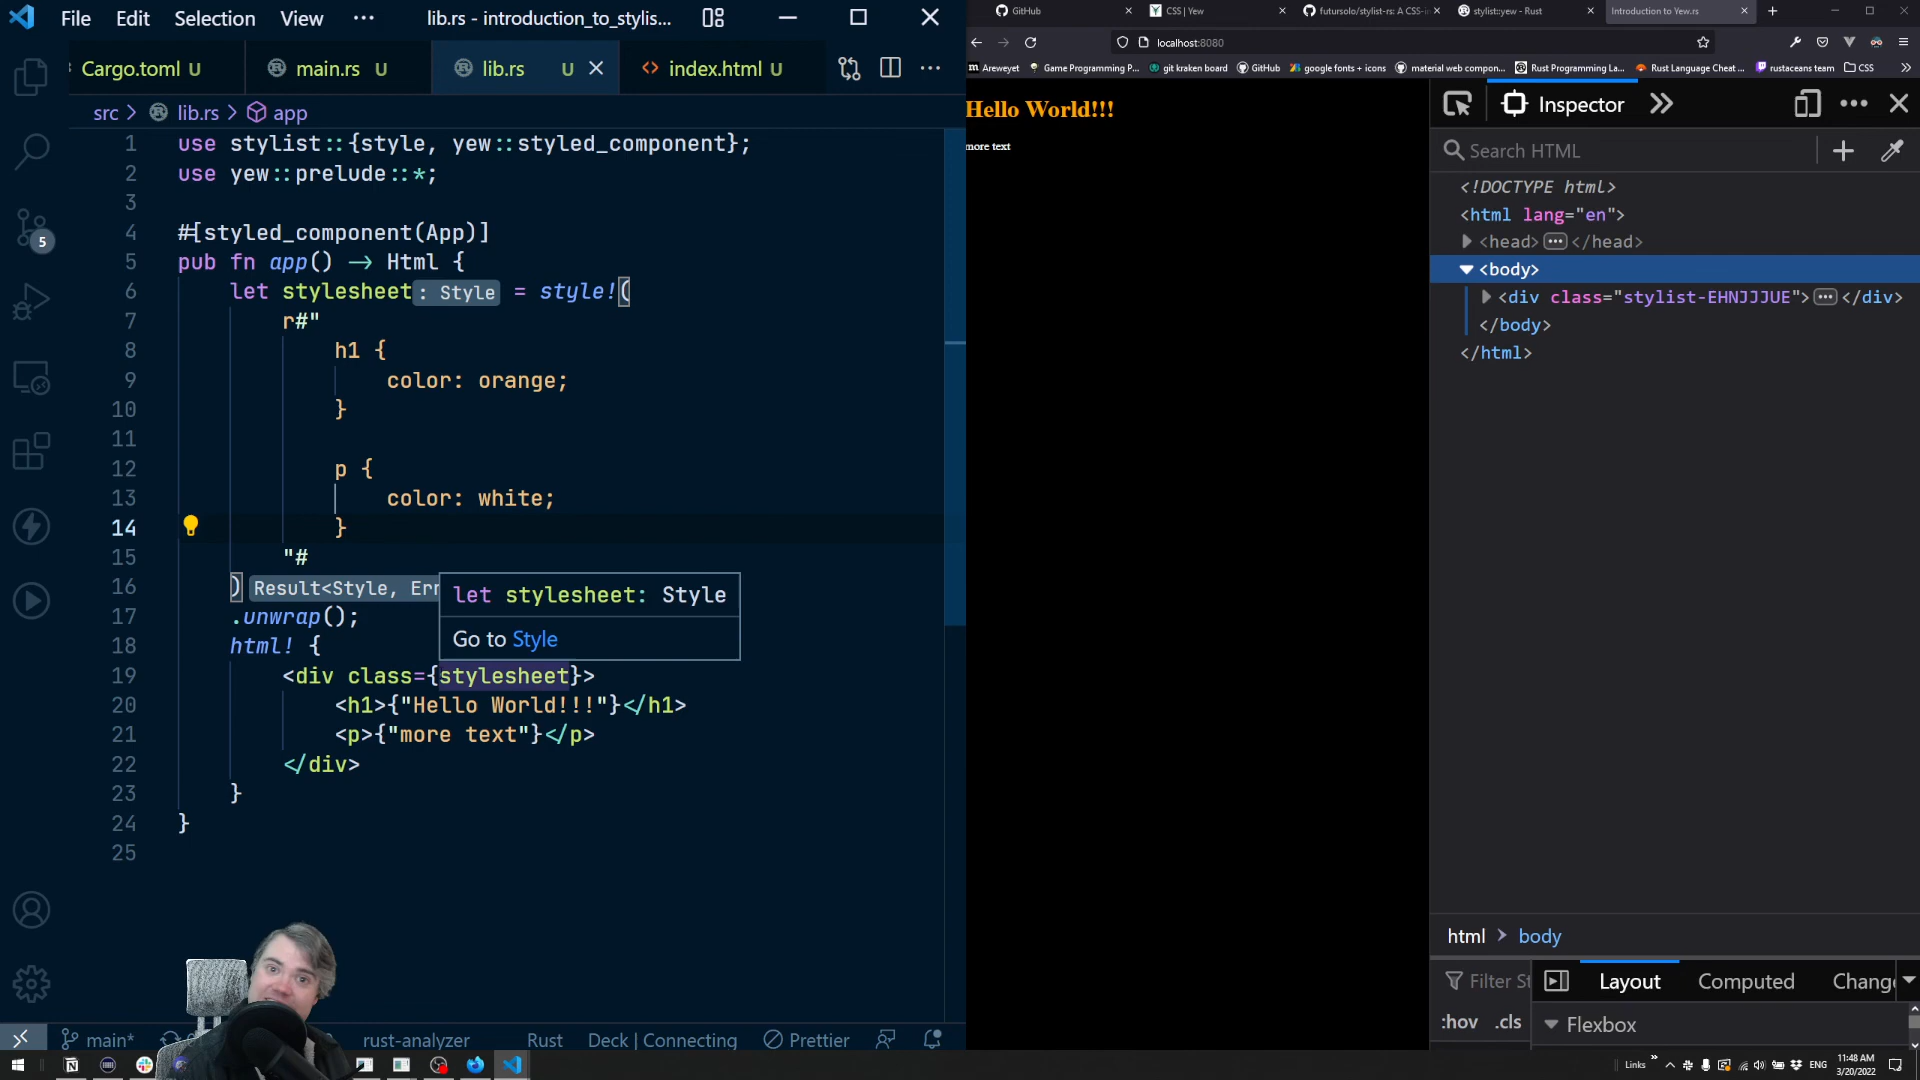 File Edit Selection View ··· lib.rs - introduction_to_stylis...
Cargo.toml U main.rs U lib.rs U index.html U ···
src > lib.rs > app
1 use stylist::{style, yew::styled_component};
2 use yew::prelude::*;
3
4 #[styled_component(App)]
5 pub fn app() -> Html {
6 let stylesheet: Style = style!(
7 r#"
8 h1 {
9 color: orange;
10 }
11
12 p {
13 color: white;
14 }
15 "#
16 ) Result<Style, Err
17 .unwrap();
18 html! {
19 <div class={stylesheet}>
20 <h1>{"Hello World!!!"}</h1>
21 <p>{"more text"}</p>
22 </div>
23 }
24 }
25
let stylesheet: Style
Go to Style
5
main* rust-analyzer Rust Deck | Connecting Prettier
GitHub CSS | Yew futursolo/stylist-rs: A CSS-i stylist::yew - Rust Introduction to Yew.rs
localhost:8080
Areweyet Game Programming P... git kraken board GitHub google fonts + icons material web compon... Rust Programming La... Rust Language Cheat ... rustaceans team CSS
Hello World!!!
more text
Inspector
Search HTML
<!DOCTYPE html>
<html lang="en">
<head> ··· </head>
<body>
<div class="stylist-EHNJJJUE"> ··· </div>
</body>
</html>
html > body
Filter St Layout Computed Chang
:hov .cls Flexbox
Links ENG 11:48 AM
3/20/2022